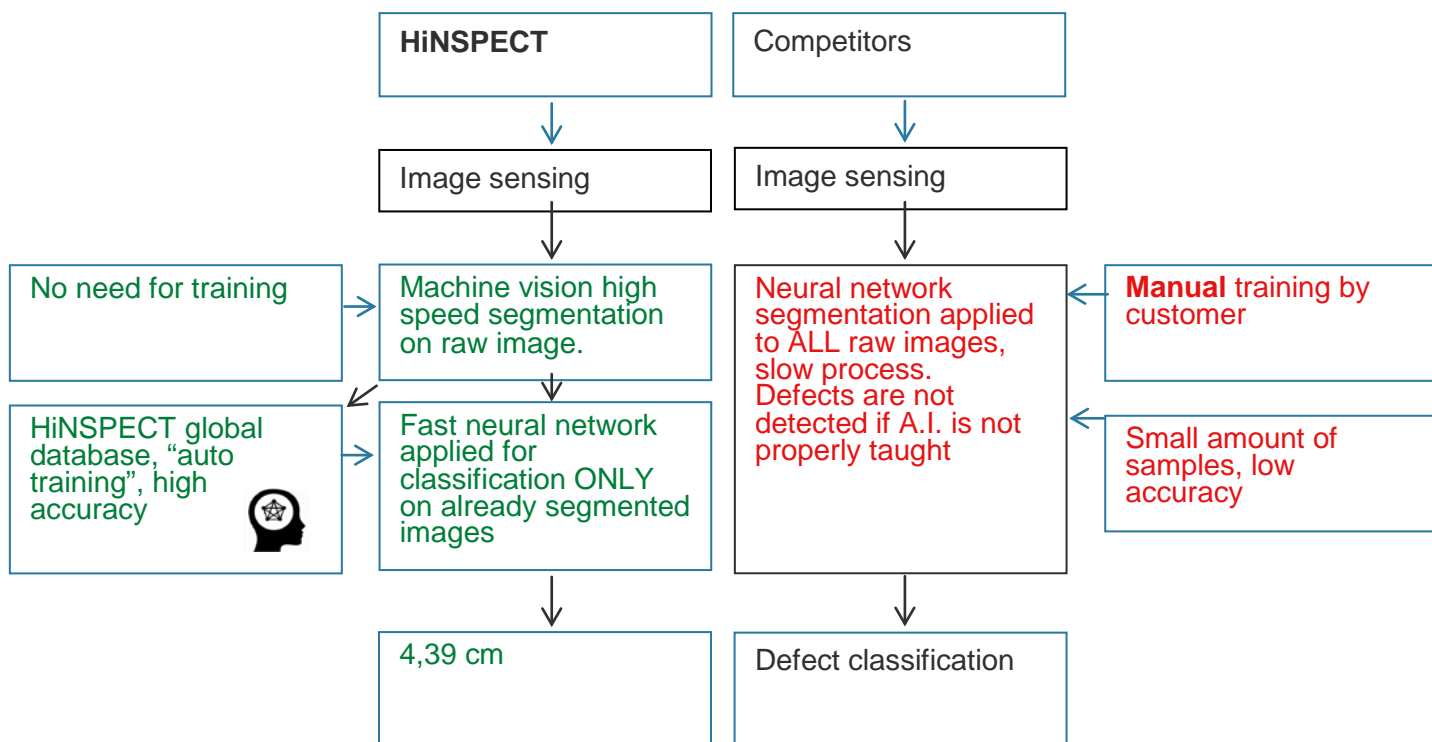 HiNSPECT
Competitors
Image sensing
Image sensing
No need for training
Machine vision high
speed segmentation
on raw image.
Neural network
segmentation applied
to ALL raw images,
slow process.
Defects are not
detected if A.I. is not
properly taught
Manual training by
customer
HiNSPECT global
database, “auto
training”, high
accuracy
Fast neural network
applied for
classification ONLY
on already segmented
images
Small amount of
samples, low
accuracy
4,39 cm
Defect classification